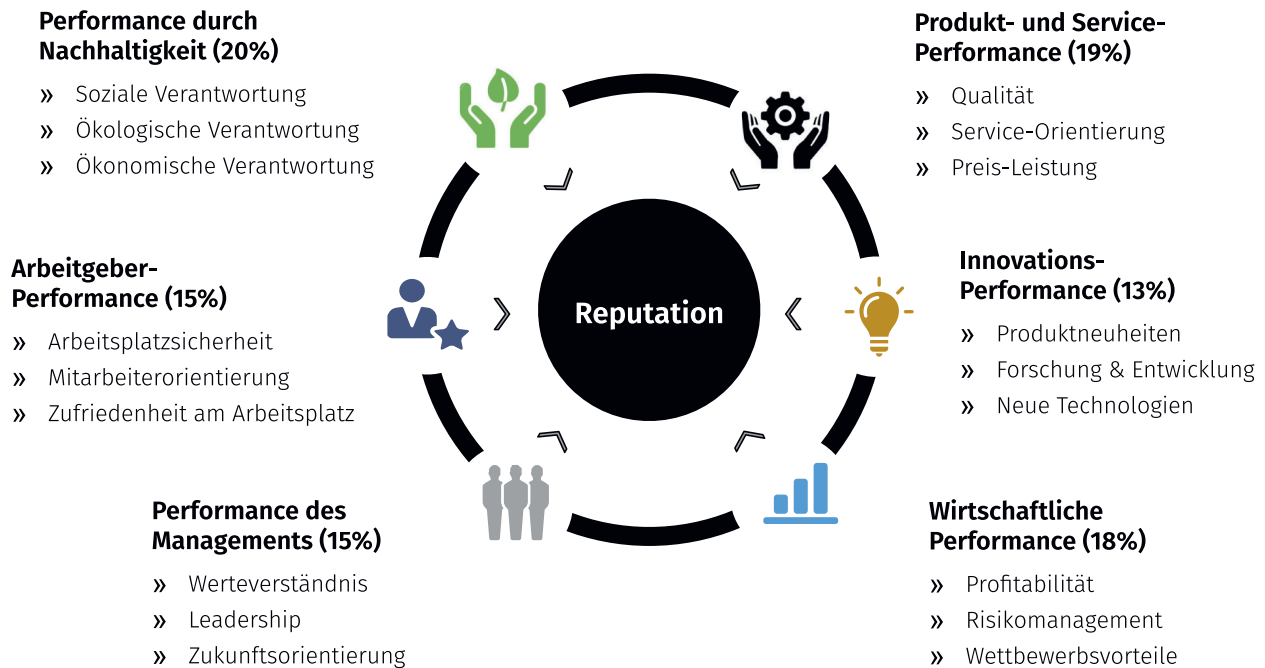 Performance durch
Nachhaltigkeit (20%)
» Soziale Verantwortung
» Ökologische Verantwortung
» Ökonomische Verantwortung
Produkt- und Service-
Performance (19%)
» Qualität
» Service-Orientierung
» Preis-Leistung
Arbeitgeber-
Performance (15%)
» Arbeitsplatzsicherheit
» Mitarbeiterorientierung
» Zufriedenheit am Arbeitsplatz
Reputation
Innovations-
Performance (13%)
» Produktneuheiten
» Forschung & Entwicklung
» Neue Technologien
Performance des
Managements (15%)
» Werteverständnis
» Leadership
» Zukunftsorientierung
Wirtschaftliche
Performance (18%)
» Profitabilität
» Risikomanagement
» Wettbewerbsvorteile